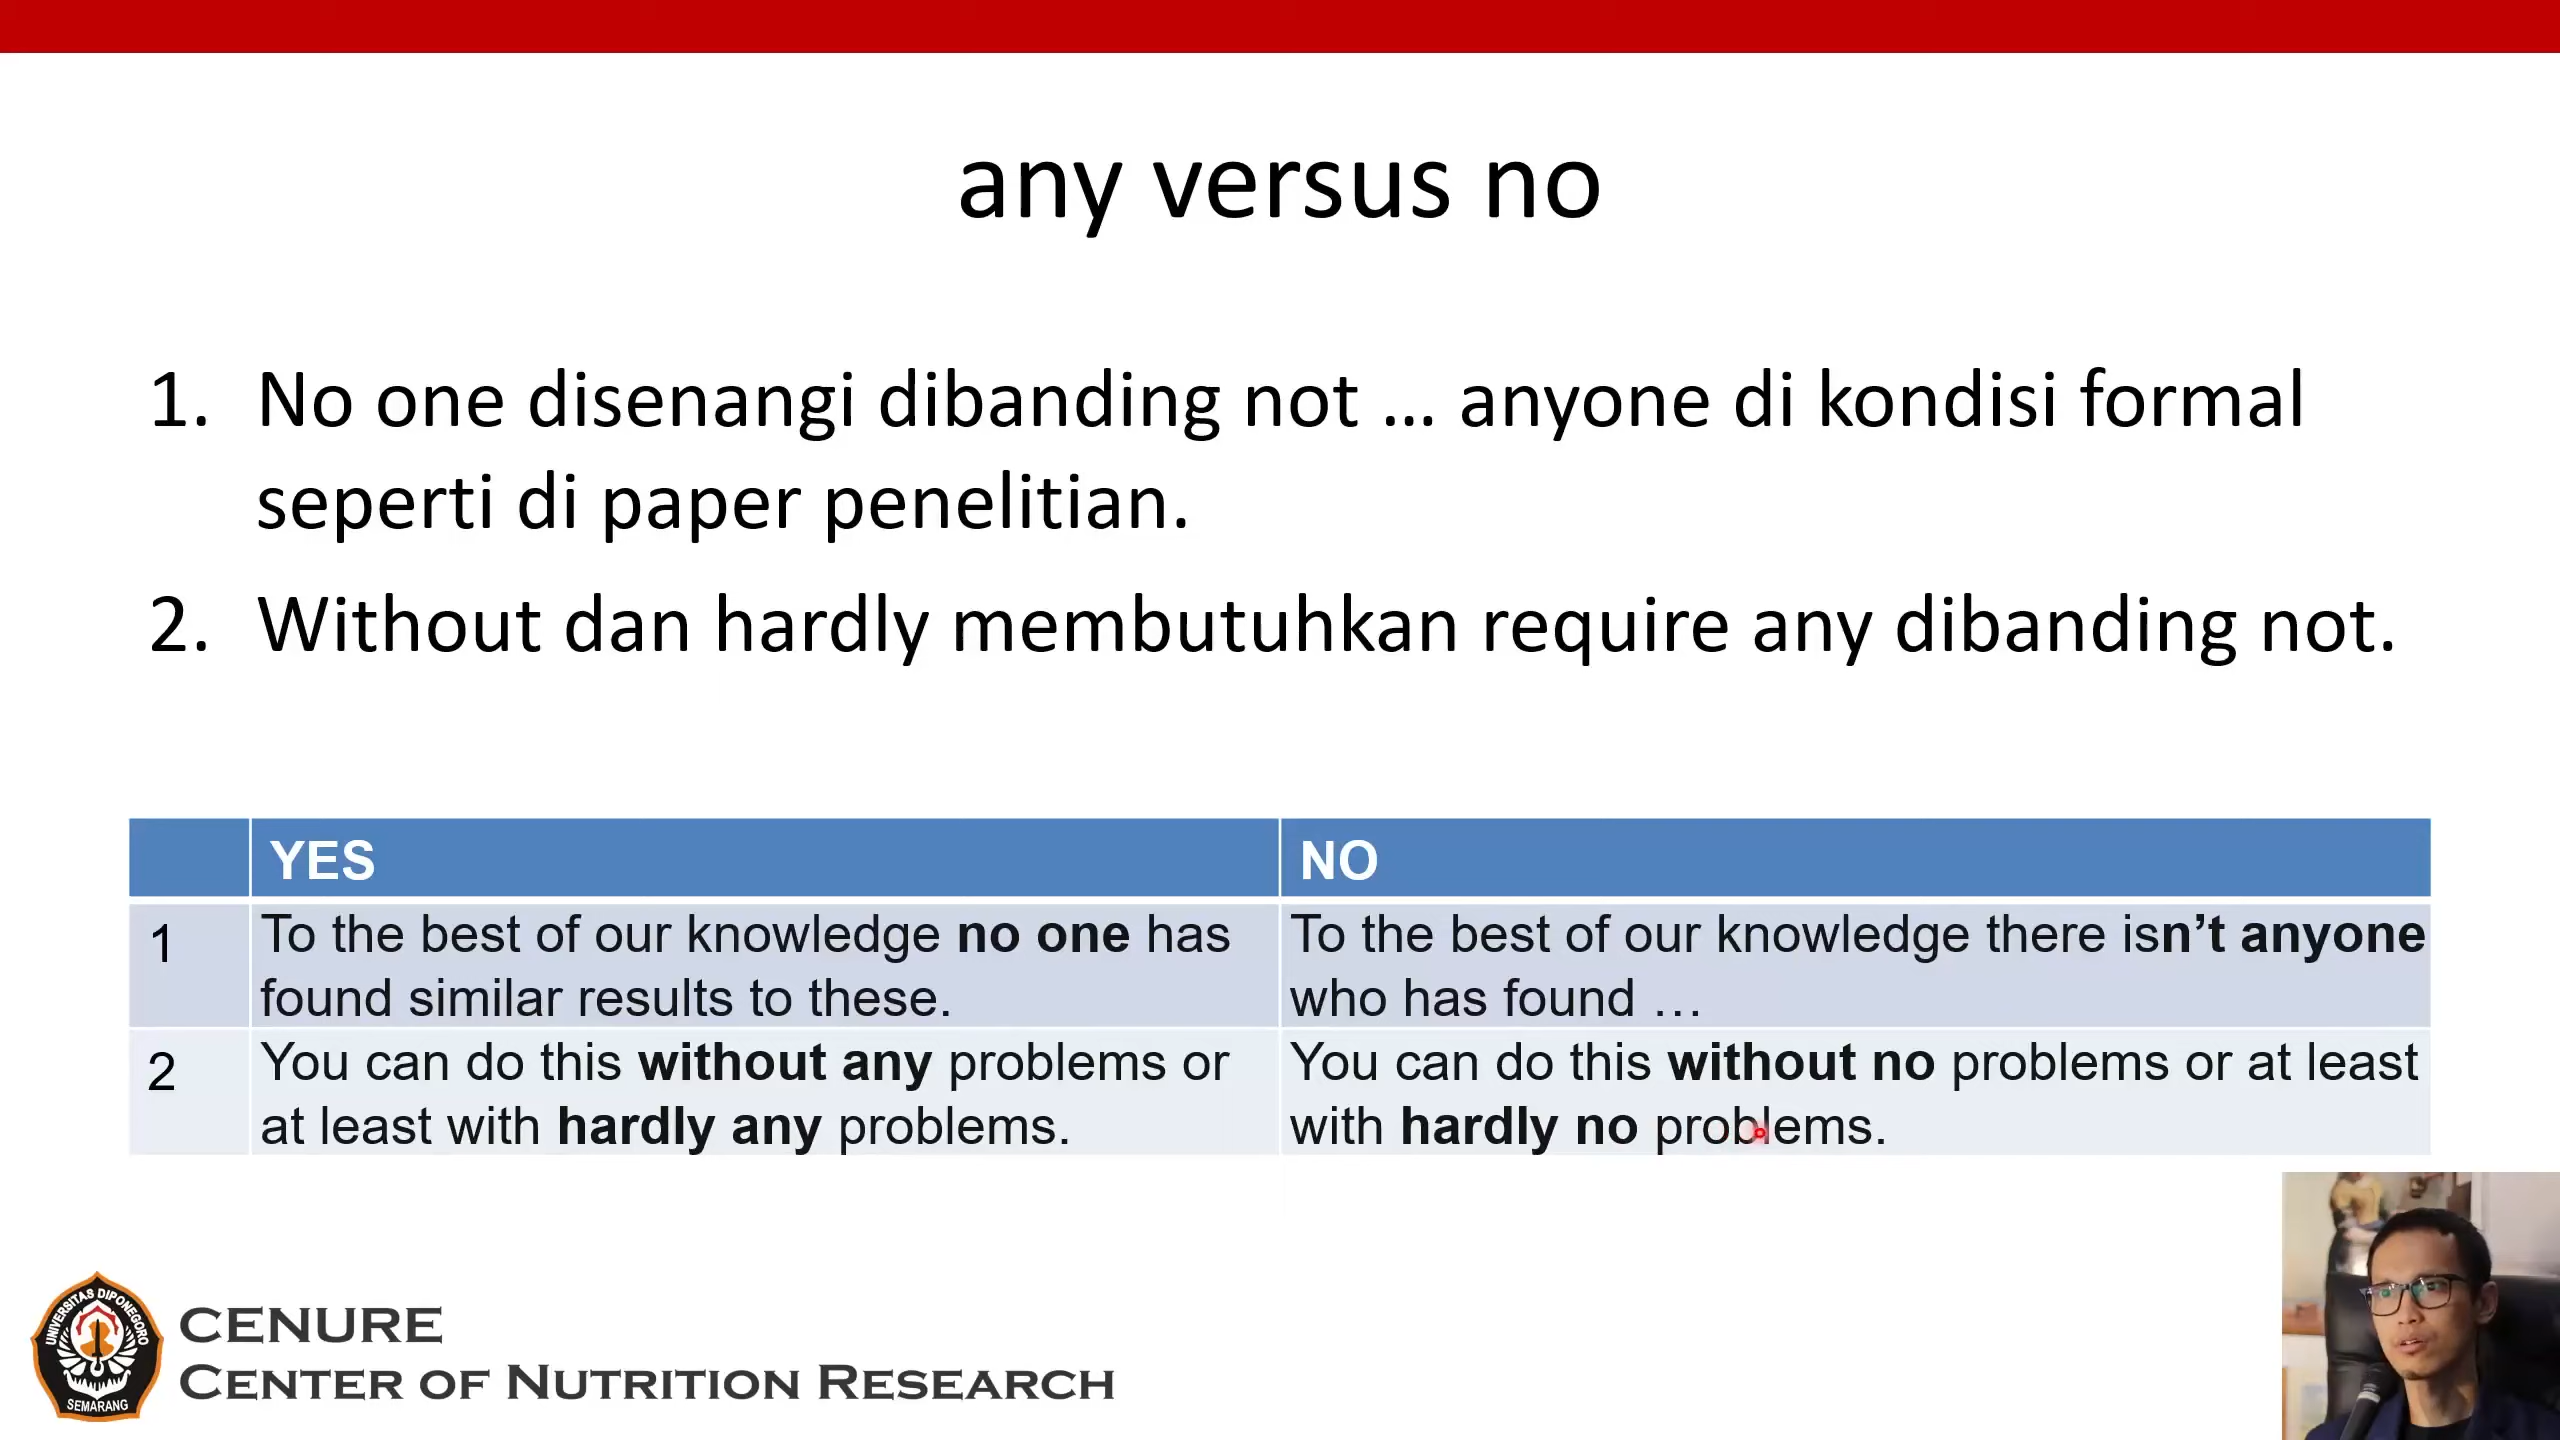 any versus no
1. No one disenangi dibanding not … anyone di kondisi formal
seperti di paper penelitian.
2. Without dan hardly membutuhkan require any dibanding not.
YES
NO
1
To the best of our knowledge no one has
found similar results to these.
To the best of our knowledge there isn’t anyone
who has found …
2
You can do this without any problems or
at least with hardly any problems.
You can do this without no problems or at least
with hardly no problems.
UNIVERSITAS DIPONEGORO
SEMARANG
CENURE
CENTER OF NUTRITION RESEARCH